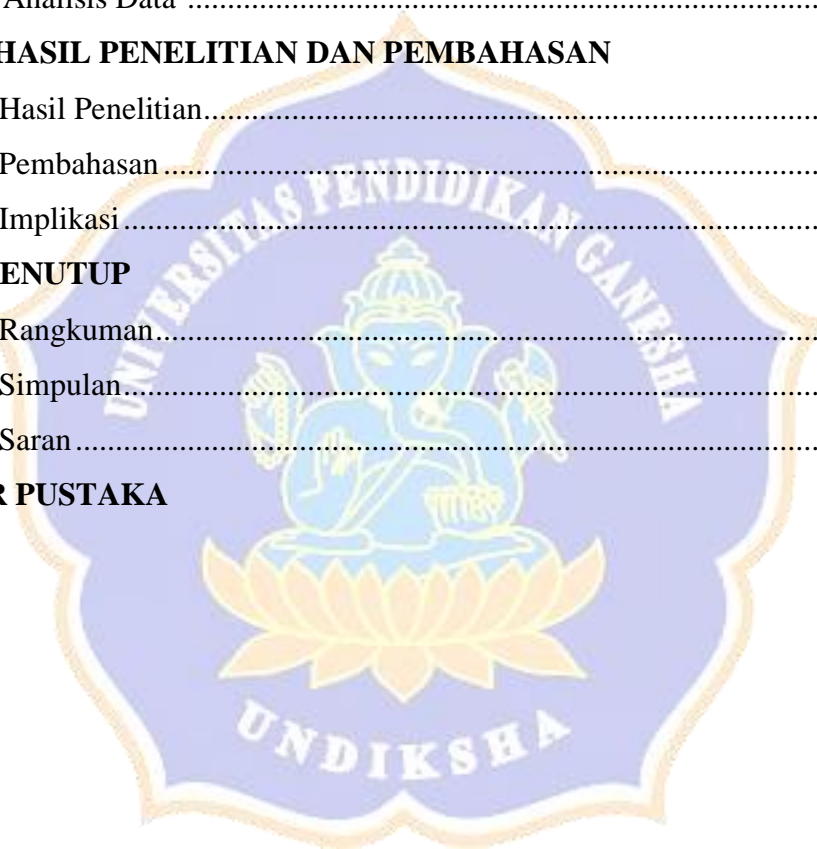 Analisis Data ........................................................................
HASIL PENELITIAN DAN PEMBAHASAN
Hasil Penelitian........................................................................
Pembahasan ........................................................................
Implikasi ........................................................................
ENUTUP
Rangkuman........................................................................
Simpulan........................................................................
Saran ........................................................................
R PUSTAKA
UNIVERSITAS PENDIDIKAN GANESHA
UNDIKSHA